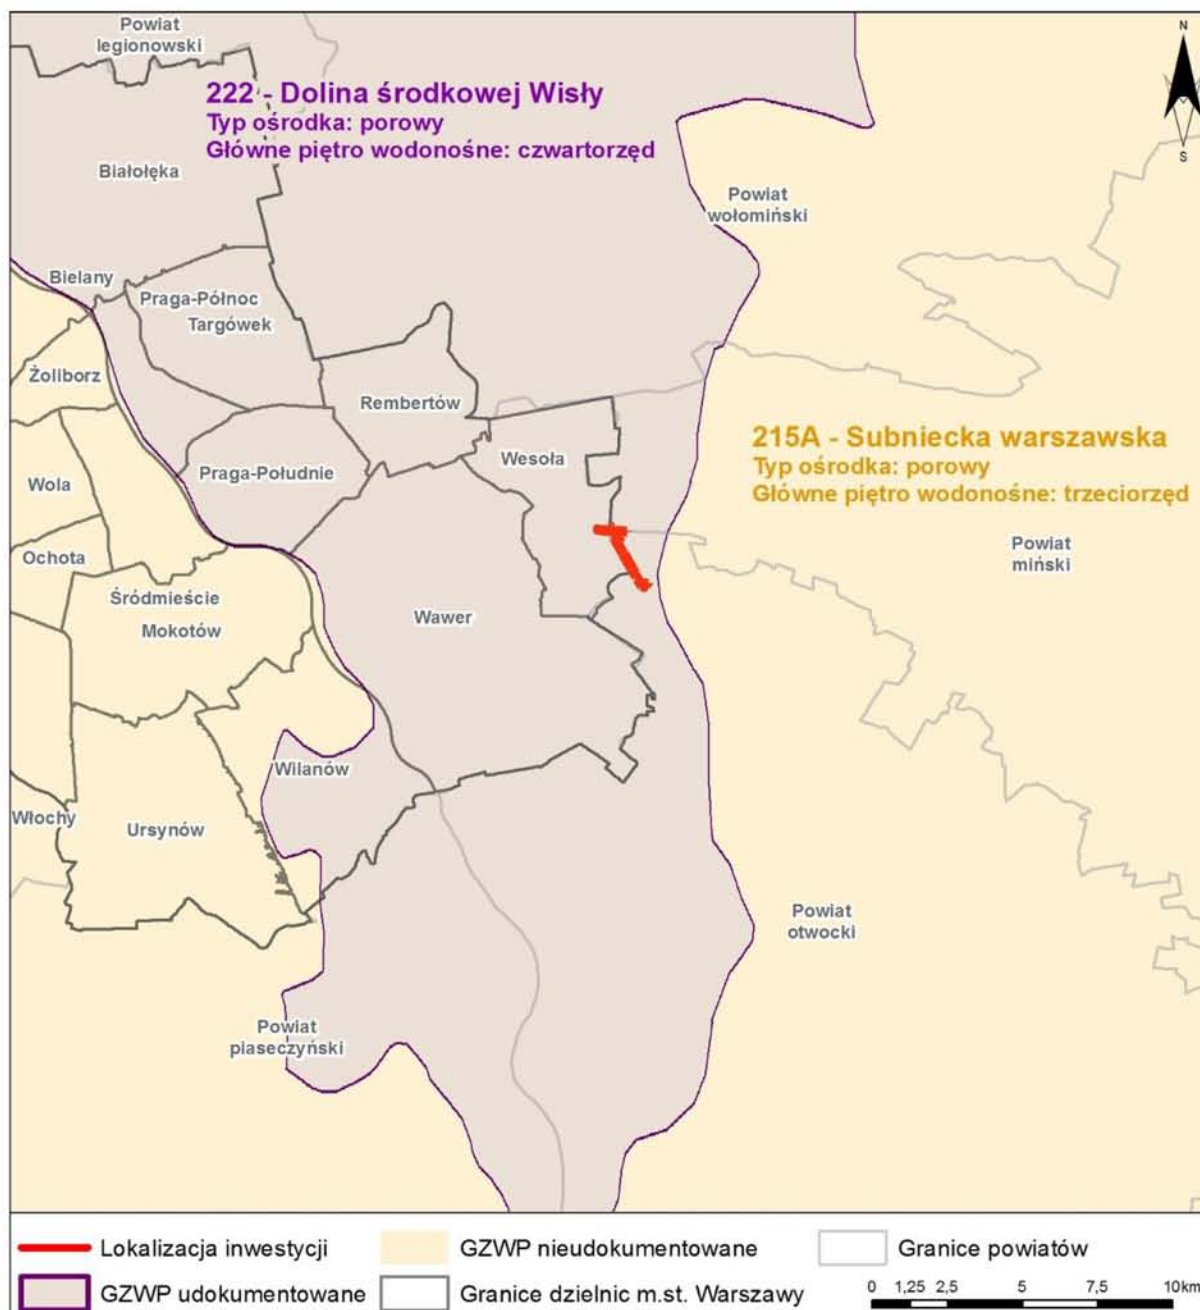 Powiat
legionowski
N
S
222 - Dolina środkowej Wisły
Typ ośrodka: porowy
Główne piętro wodonośne: czwartorzęd
Białołęka
Powiat
wołomiński
Bielany
Praga-Północ
Targówek
Żoliborz
Rembertów
215A - Subniecka warszawska
Typ ośrodka: porowy
Główne piętro wodonośne: trzeciorzęd
Wesoła
Praga-Południe
Wola
Ochota
Powiat
miński
Śródmieście
Mokotów
Wawer
Wilanów
Włochy
Ursynów
Powiat
otwocki
Powiat
piaseczyński
Lokalizacja inwestycji
GZWP nieudokumentowane
Granice powiatów
GZWP udokumentowane
Granice dzielnic m.st. Warszawy
0 1,25 2,5 5 7,5 10km